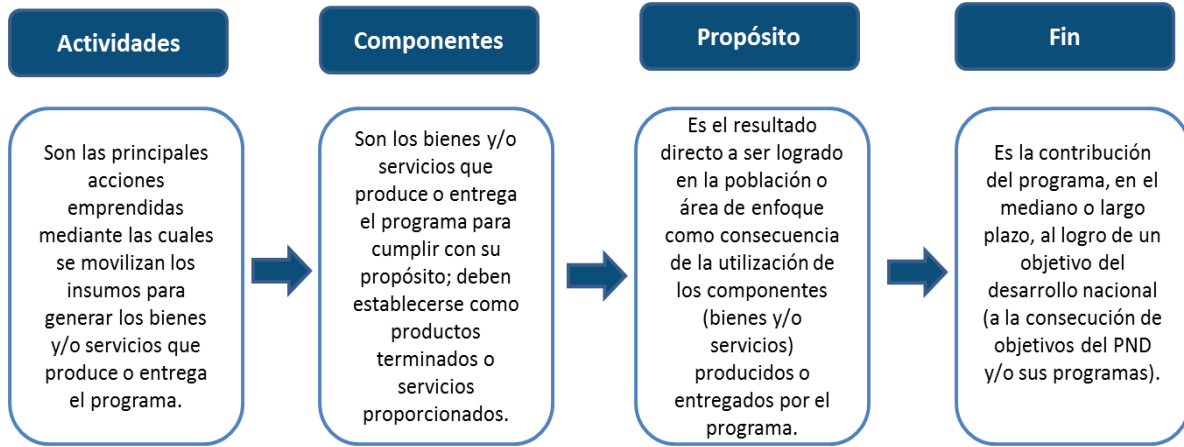 Actividades
Son las principales
acciones
emprendidas
mediante las cuales
se movilizan los
insumos para
generar los bienes
y/o servicios que
produce o entrega
el programa.
Componentes
Son los bienes y/o
servicios que
produce o entrega
el programa para
cumplir con su
propósito; deben
establecerse como
productos
terminados o
servicios
proporcionados.
Propósito
Es el resultado
directo a ser logrado
en la población o
área de enfoque
como consecuencia
de la utilización de
los componentes
(bienes y/o
servicios)
producidos o
entregados por el
programa.
Fin
Es la contribución
del programa, en el
mediano o largo
plazo, al logro de un
objetivo del
desarrollo nacional
(a la consecución de
objetivos del PND
y/o sus programas).